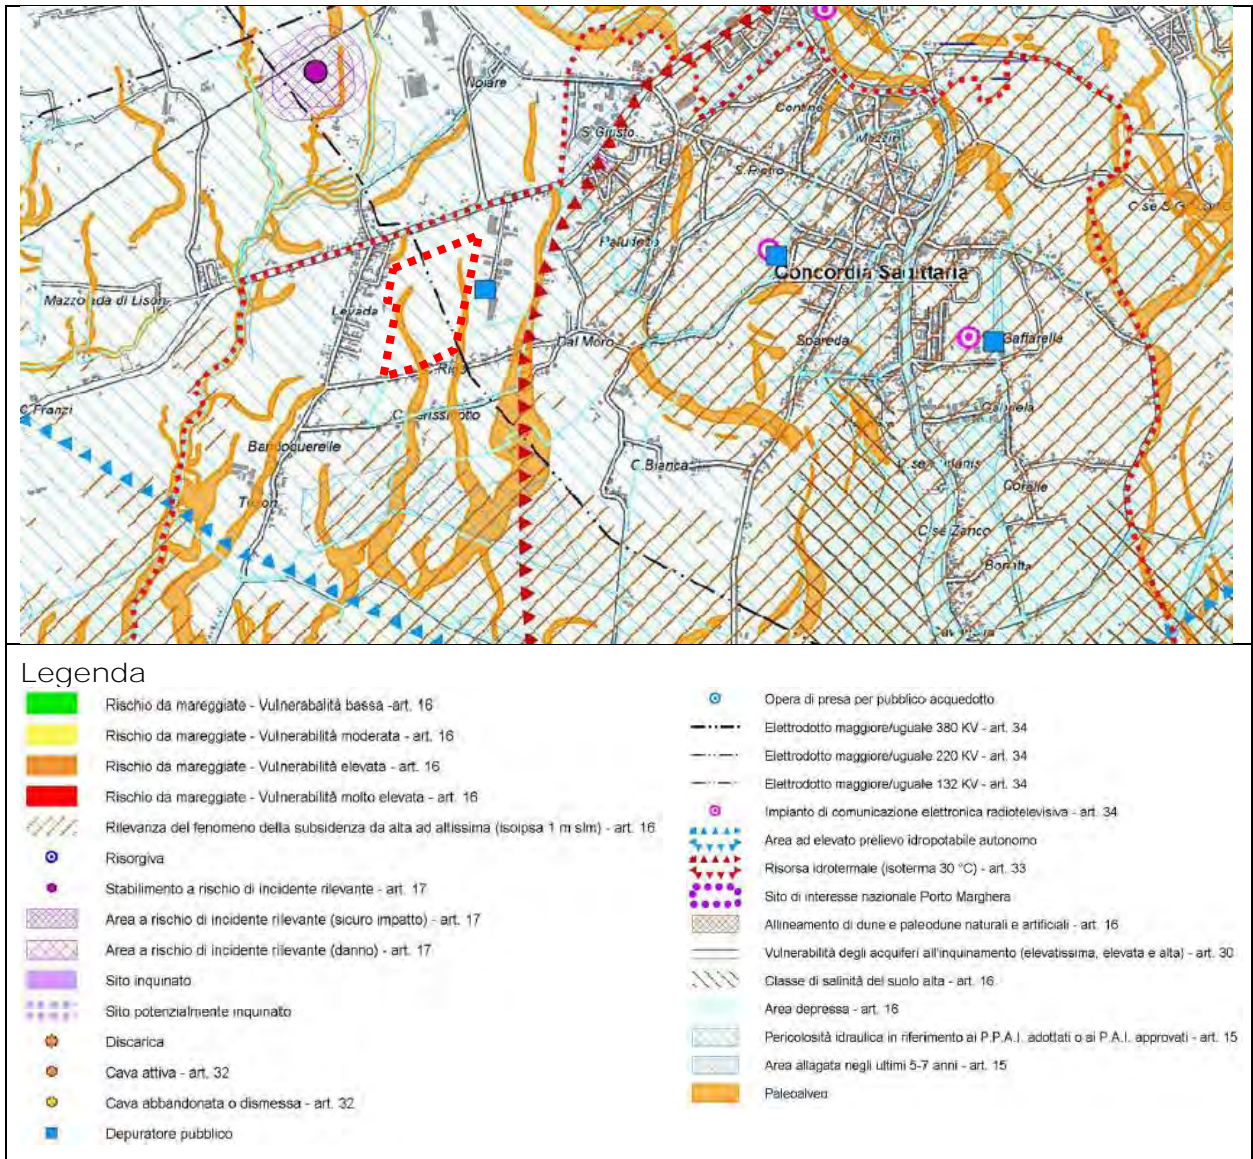 Noiare
S. Giusto
Contino
Mazzin
S. Pietro
Concordia Sagittaria
Levada
Dal Moro
Spareda
Gaffarelle
C. Franzi
Bandoquerelle
C. Bianca
Coralle
C.se Zanco
Legenda
Rischio da mareggiate - Vulnerabalità bassa -art. 16
Rischio da mareggiate - Vulnerabilità moderata - art. 16
Rischio da mareggiate - Vulnerabilità elevata - art. 16
Rischio da mareggiate - Vulnerabilità molto elevata - art. 16
Rilevanza del fenomeno della subsidenza da alta ad altissima (isoipsa 1 m slm) - art. 16
Risorgiva
Stabilimento a rischio di incidente rilevante - art. 17
Area a rischio di incidente rilevante (sicuro impatto) - art. 17
Area a rischio di incidente rilevante (danno) - art. 17
Sito inquinato
Sito potenzialmente inquinato
Discarica
Cava attiva - art. 32
Cava abbandonata o dismessa - art. 32
Depuratore pubblico
Opera di presa per pubblico acquedotto
Elettrodotto maggiore/uguale 380 KV - art. 34
Elettrodotto maggiore/uguale 220 KV - art. 34
Elettrodotto maggiore/uguale 132 KV - art. 34
Impianto di comunicazione elettronica radiotelevisiva - art. 34
Area ad elevato prelievo idropotabile autonomo
Risorsa idrotermale (isoterma 30 °C) - art. 33
Sito di interesse nazionale Porto Marghera
Allineamento di dune e paleodune naturali e artificiali - art. 16
Vulnerabilità degli acquiferi all'inquinamento (elevatissima, elevata e alta) - art. 30
Classe di salinità del suolo alta - art. 16
Area depressa - art. 16
Pericolosità idraulica in riferimento ai P.P.A.I. adottati o ai P.A.I. approvati - art. 15
Area allagata negli ultimi 5-7 anni - art. 15
Paleoalveo